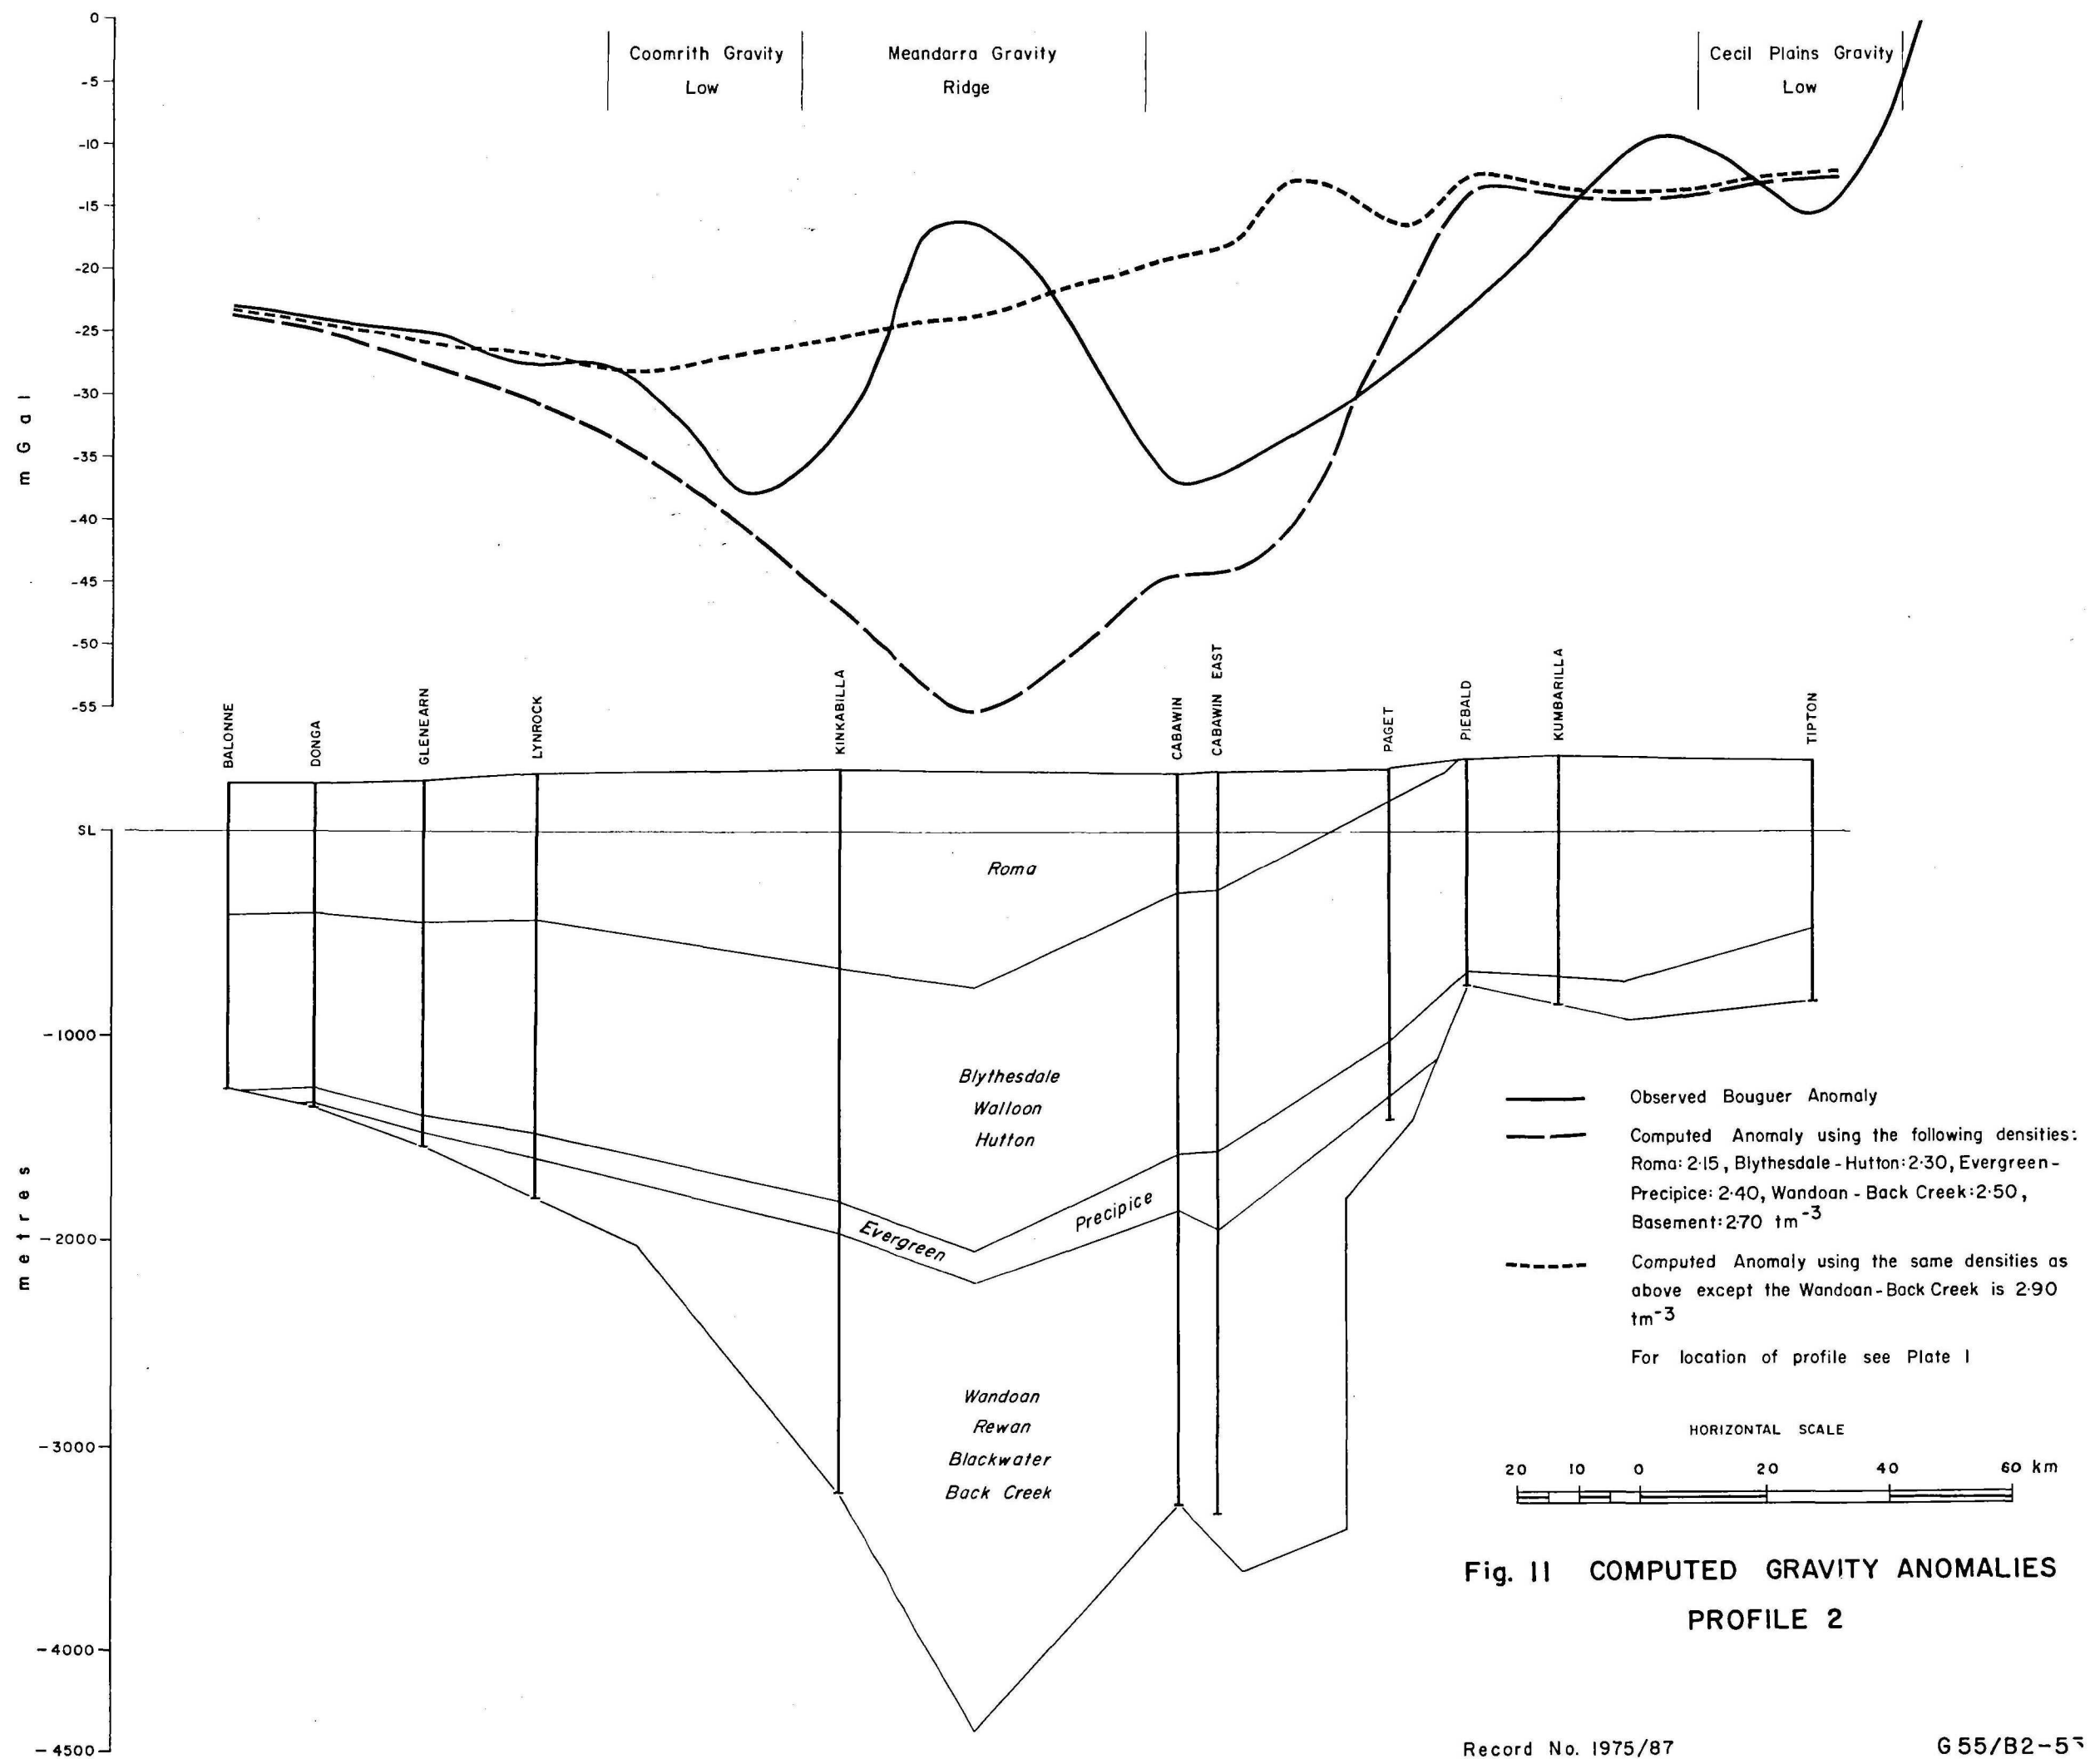 0
-5
-10
-15
-20
-25
-30
-35
-40
-45
-50
-55
mGal
Coomrith Gravity
Low
Meandarra Gravity
Ridge
Cecil Plains Gravity
Low
BALONNE
DONGA
GLENEARN
LYNROCK
KINKABILLA
CABAWIN
CABAWIN EAST
PAGET
PIEBALD
KUMBARILLA
TIPTON
SL
-1000
-2000
-3000
-4000
-4500
metres
Roma
Blythesdale
Walloon
Hutton
Evergreen
Precipice
Wandoan
Rewan
Blackwater
Back Creek
Observed Bouguer Anomaly
Computed Anomaly using the following densities:
Roma: 2·15, Blythesdale - Hutton: 2·30, Evergreen -
Precipice: 2·40, Wandoan - Back Creek: 2·50,
Basement: 2·70 tm⁻³
Computed Anomaly using the same densities as
above except the Wandoan - Back Creek is 2·90
tm⁻³
For location of profile see Plate 1
HORIZONTAL SCALE
20 10 0 20 40 60 km
Fig. 11 COMPUTED GRAVITY ANOMALIES
PROFILE 2
Record No. 1975/87